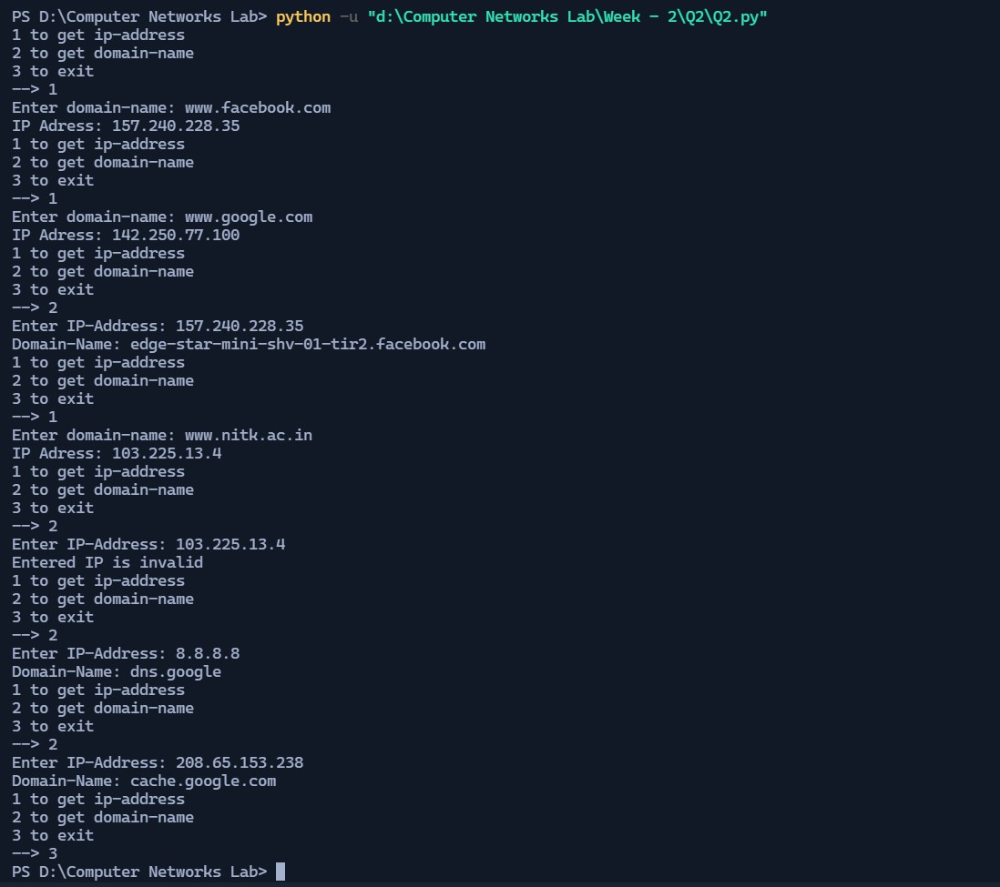 PS D:\Computer Networks Lab> python -u "d:\Computer Networks Lab\Week - 2\Q2\Q2.py"
1 to get ip-address
2 to get domain-name
3 to exit
--> 1
Enter domain-name: www.facebook.com
IP Adress: 157.240.228.35
1 to get ip-address
2 to get domain-name
3 to exit
--> 1
Enter domain-name: www.google.com
IP Adress: 142.250.77.100
1 to get ip-address
2 to get domain-name
3 to exit
--> 2
Enter IP-Address: 157.240.228.35
Domain-Name: edge-star-mini-shv-01-tir2.facebook.com
1 to get ip-address
2 to get domain-name
3 to exit
--> 1
Enter domain-name: www.nitk.ac.in
IP Adress: 103.225.13.4
1 to get ip-address
2 to get domain-name
3 to exit
--> 2
Enter IP-Address: 103.225.13.4
Entered IP is invalid
1 to get ip-address
2 to get domain-name
3 to exit
--> 2
Enter IP-Address: 8.8.8.8
Domain-Name: dns.google
1 to get ip-address
2 to get domain-name
3 to exit
--> 2
Enter IP-Address: 208.65.153.238
Domain-Name: cache.google.com
1 to get ip-address
2 to get domain-name
3 to exit
--> 3
PS D:\Computer Networks Lab>